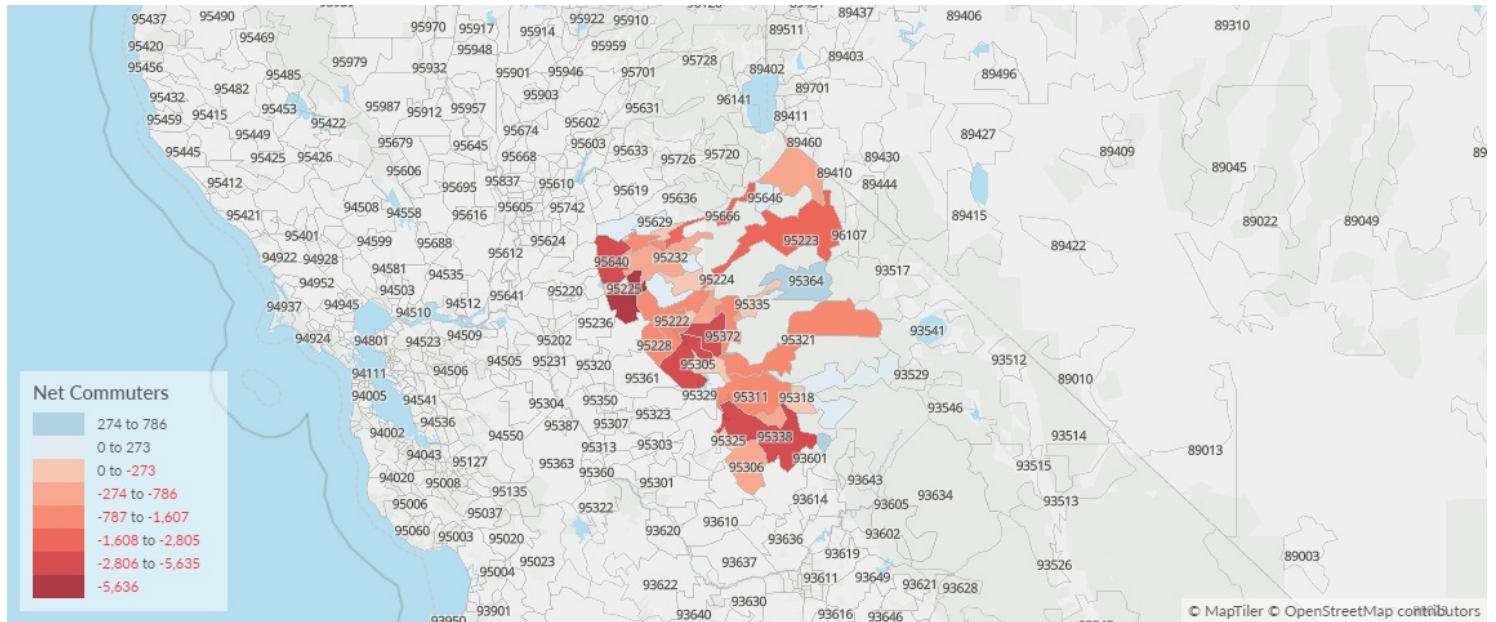 95437 95490 95970 95917 95922 95910 89437 89406 89310
95420 95469 95914 89511
95456 95979 95948 95959 89403
95485 95932 95901 95946 95701 95728 89402 89496
95432 95482 95903 96141 89701
95459 95415 95453 95987 95912 95957 95631
95449 95422 95674 95602 89411 89427
95445 95425 95426 95679 95645 95668 95603 95633 95726 95720 89460 89430 89409
95412 95606 95695 95837 95610 95619 95636 95646 89410 89444 89045
95421 94508 94558 95616 95605 95742 95629 95666 89415 89022 89049
95401 94599 95688 95612 95624 95640 95232 95223 96107 89422
94922 94928 94581 94535 95224 95364 93517
94952 94503 95641 95220 95225 95335
94937 94945 94510 94512 95236 95222 95372 93541
94924 94801 94523 94509 95202 95228 95321
94505 95231 95320 95305 93512
94111 94506 95361 93529 89010
94005 94541 95304 95350 95329 95311 95318 93546
94002 94536 94550 95387 95307 95323 95325 95338 93514
94043 95127 95313 95303 93601 93515 89013
94020 95008 95363 95360 95301 95306 93643
95006 95135 95322 93614 93605 93634 93513
95060 95003 95037 95020 93620 93610 93636 93602
95004 95023 93637 93619 93526 89003
93622 93630 93611 93649 93621 93628
93950 93901 93640 93616 93646
Net Commuters
274 to 786
0 to 273
0 to -273
-274 to -786
-787 to -1,607
-1,608 to -2,805
-2,806 to -5,635
-5,636
© MapTiler © OpenStreetMap contributors